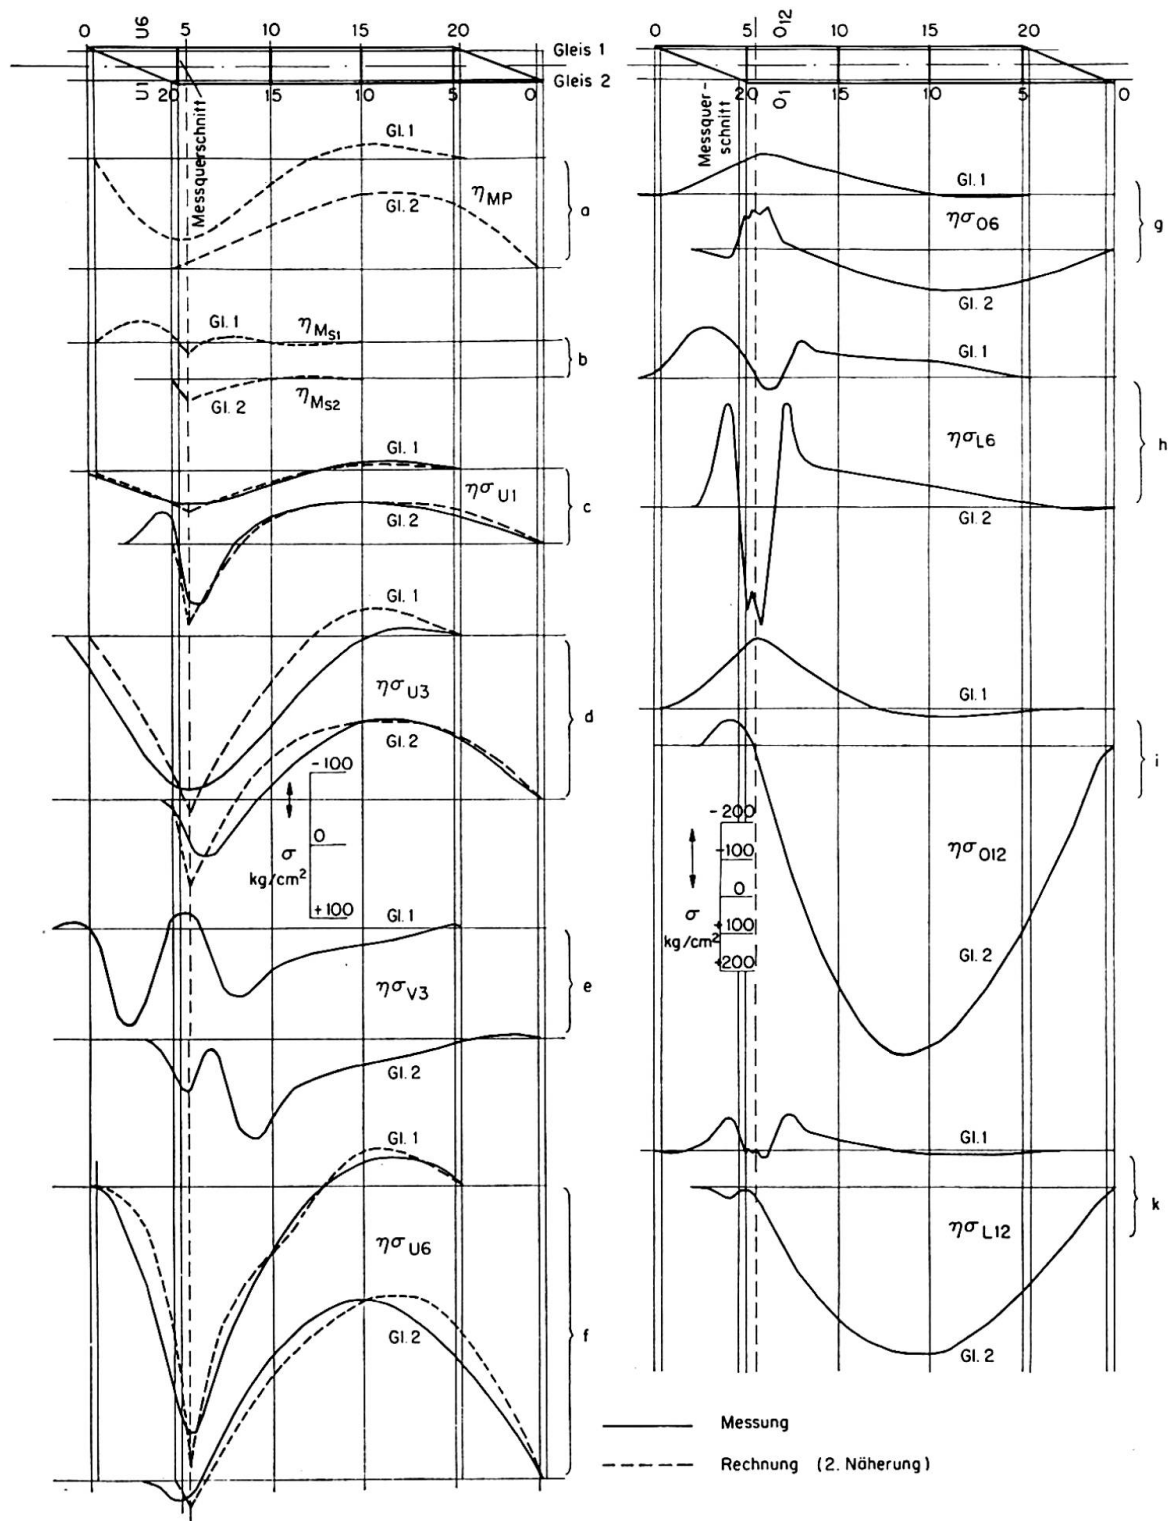 0 U6 5 10 15 20
Gleis 1
Gleis 2
U1 20 15 10 5 0
Messquerschnitt
Gl. 1
ηMP
Gl. 2
a
Gl. 1
ηMS1
b
Gl. 2
ηMS2
Gl. 1
ησU1
c
Gl. 2
Gl. 1
ησU3
d
Gl. 2
-100
0
σ
kg/cm²
+100
Gl. 1
ησV3
e
Gl. 2
Gl. 1
ησU6
f
Gl. 2
0 5 O12 10 15 20
20 O1 15 10 5 0
Messquer-
schnitt
Gl. 1
ησO6
g
Gl. 2
Gl. 1
ησL6
h
Gl. 2
Gl. 1
i
-200
-100
0
σ
+100
kg/cm²
+200
ησO12
Gl. 2
Gl. 1
k
ησL12
Gl. 2
Messung
Rechnung (2. Näherung)